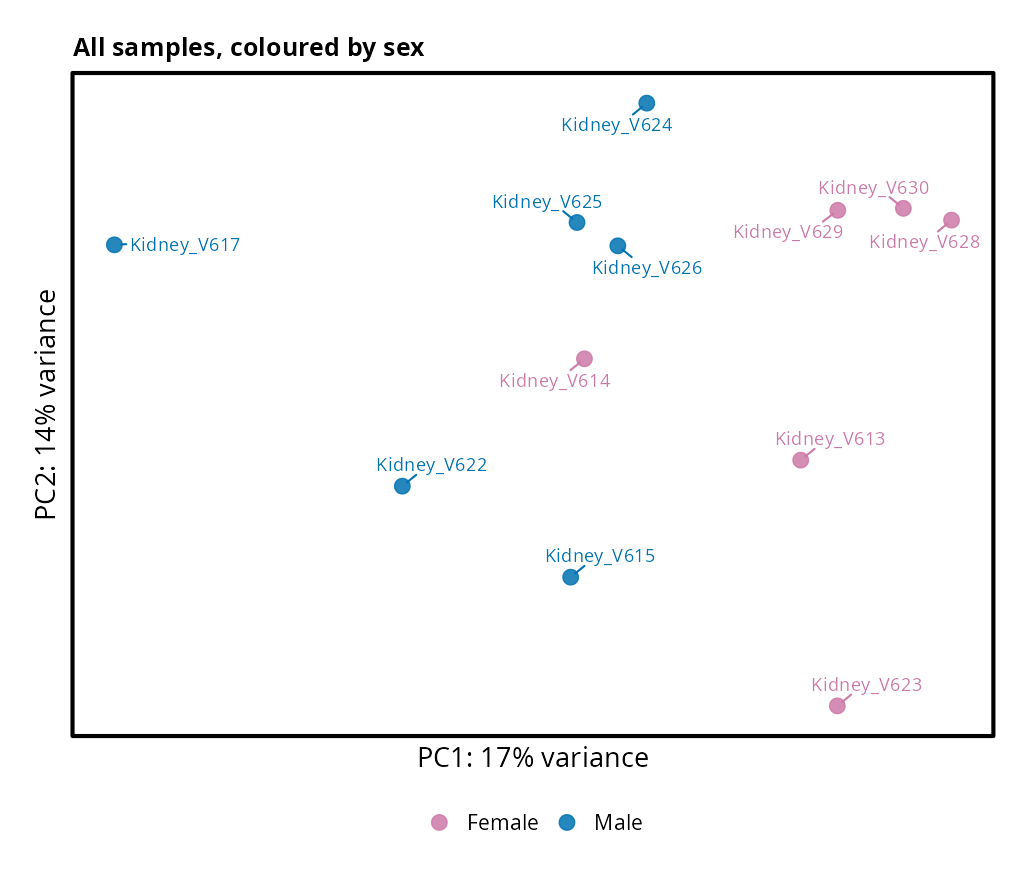 All samples, coloured by sex
Kidney_V624
Kidney_V630
Kidney_V625
Kidney_V629
Kidney_V628
Kidney_V617
Kidney_V626
Kidney_V614
Kidney_V613
Kidney_V622
Kidney_V615
Kidney_V623
PC2: 14% variance
PC1: 17% variance
Female Male